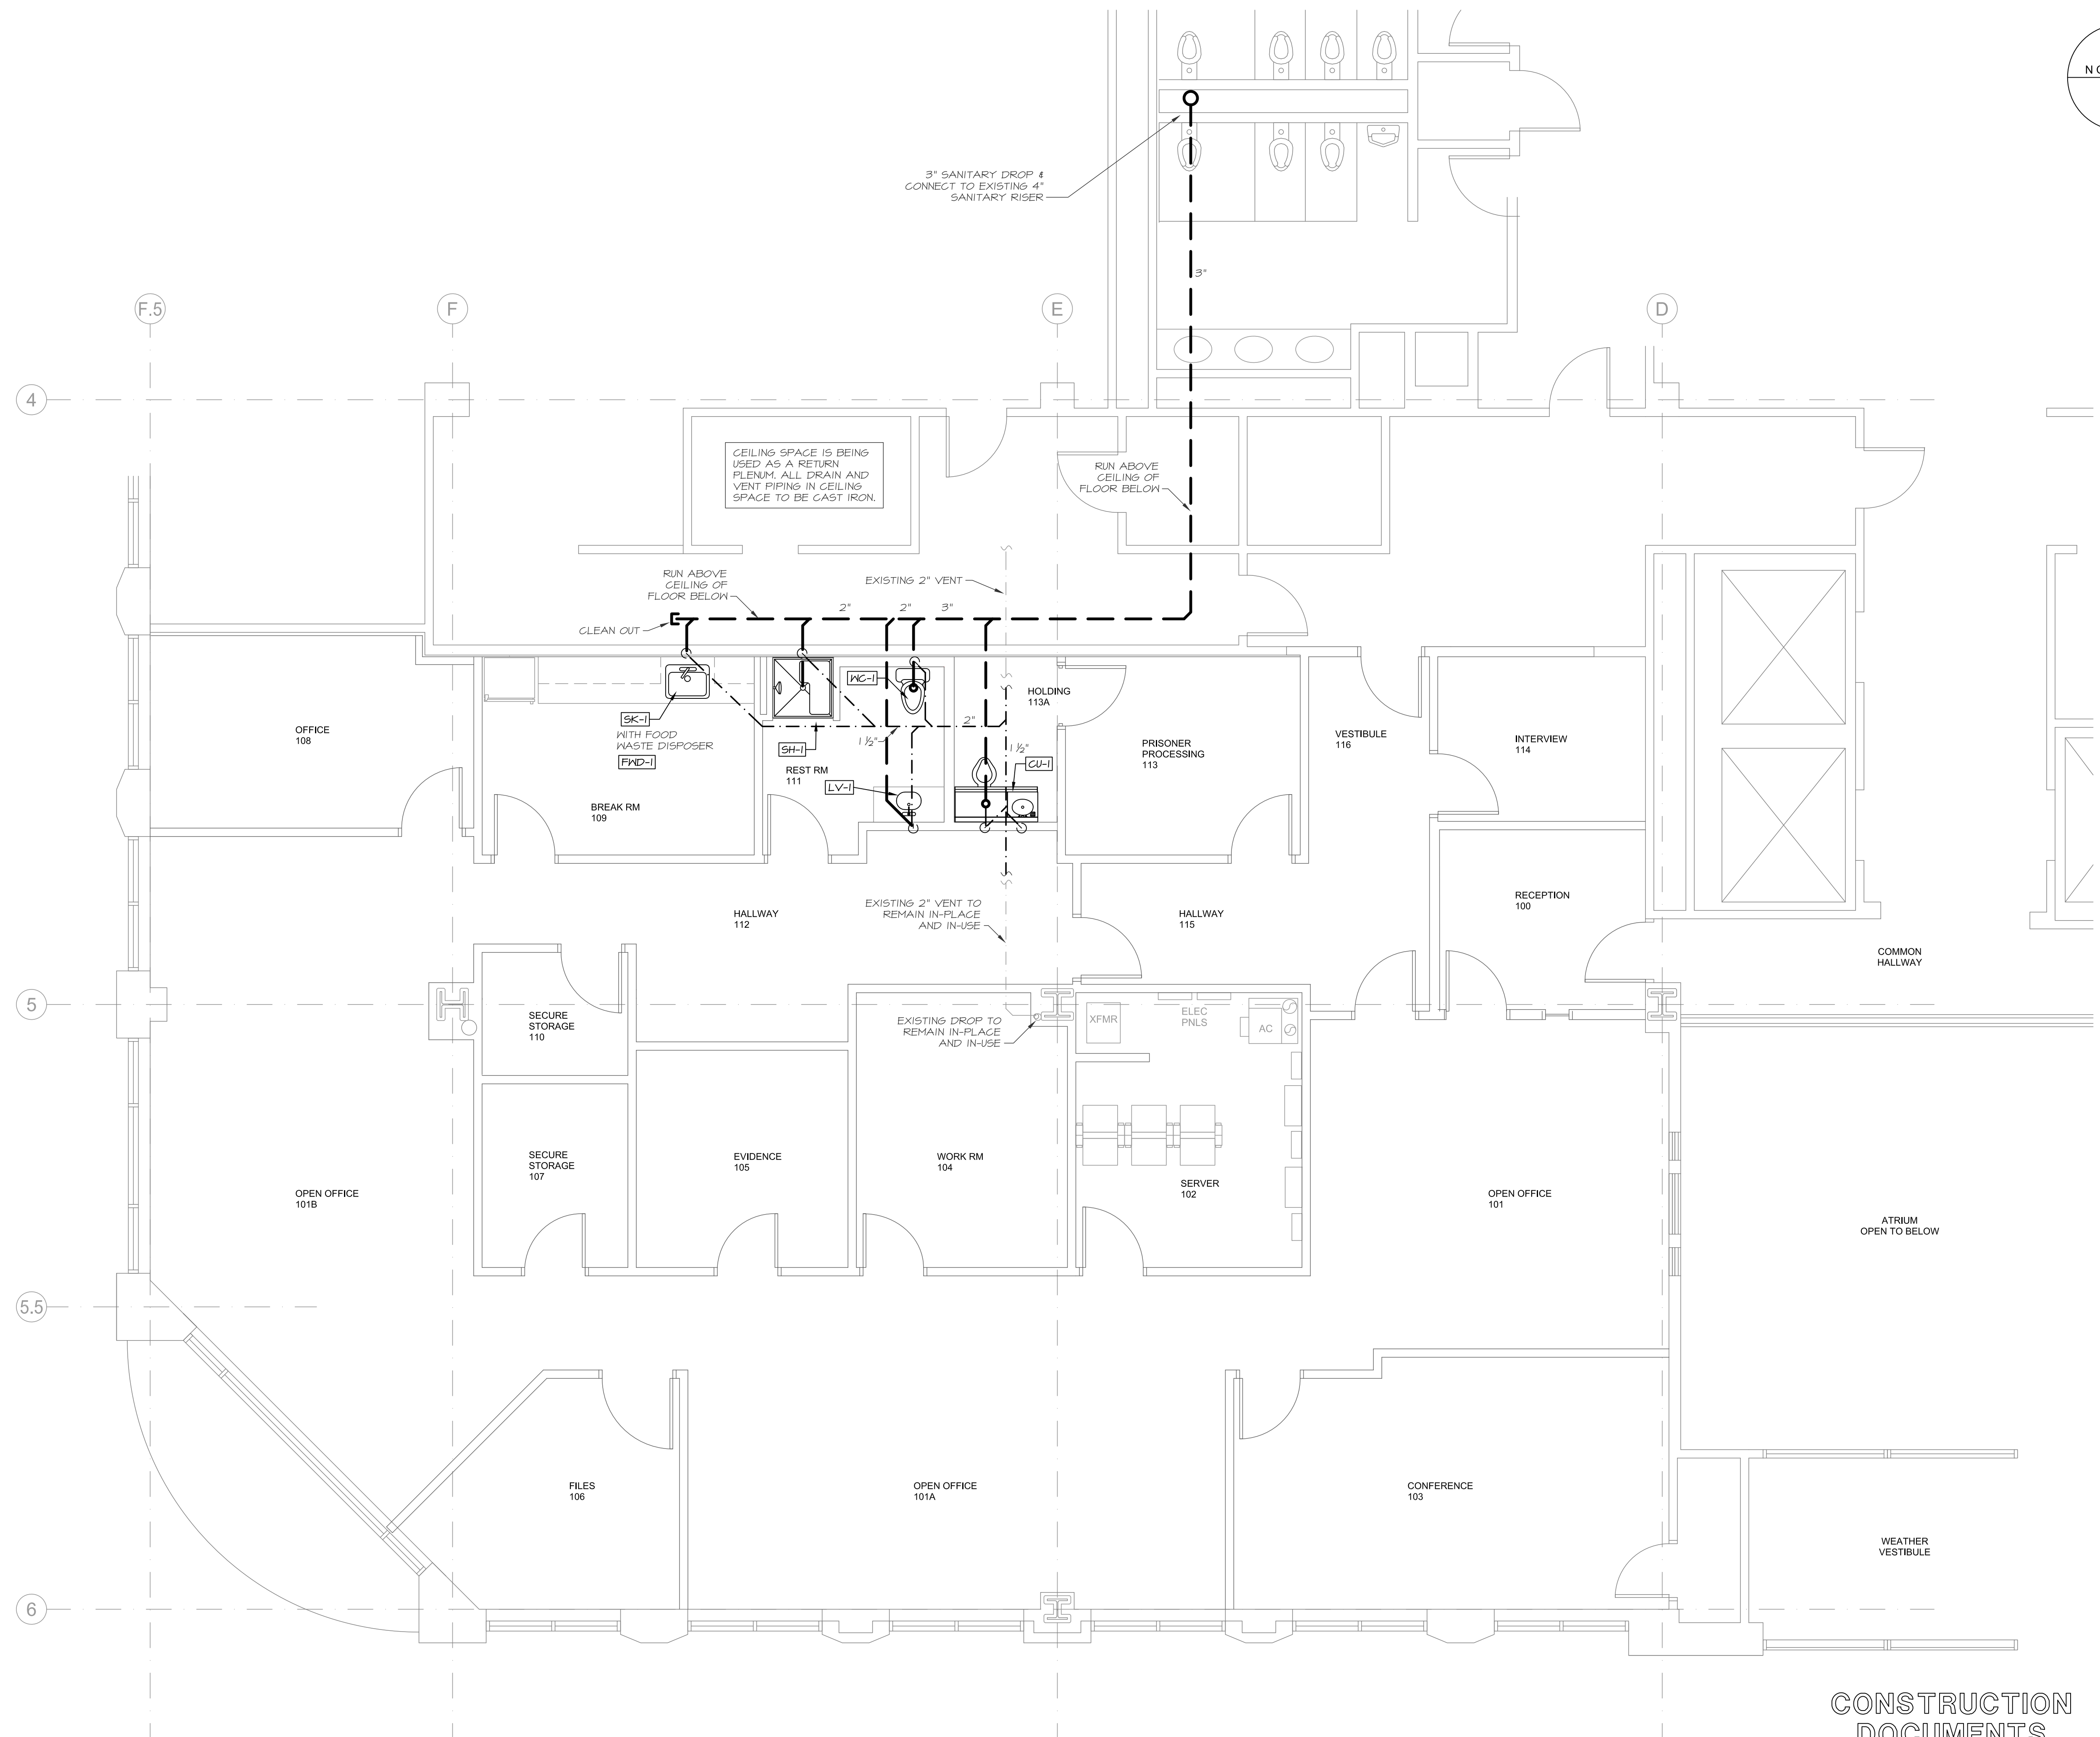 NO
3" SANITARY DROP &
CONNECT TO EXISTING 4"
SANITARY RISER
3"
F.5
F
E
D
4
CEILING SPACE IS BEING
USED AS A RETURN
PLENUM. ALL DRAIN AND
VENT PIPING IN CEILING
SPACE TO BE CAST IRON.
RUN ABOVE
CEILING OF
FLOOR BELOW
RUN ABOVE
CEILING OF
FLOOR BELOW
EXISTING 2" VENT
2"
2"
3"
CLEAN OUT
WC-1
HOLDING
113A
SK-1
WITH FOOD
WASTE DISPOSER
FWD-1
OFFICE
108
2"
1 ½"
SH-1
1 ½"
CU-1
REST RM
111
LV-1
PRISONER
PROCESSING
113
VESTIBULE
116
INTERVIEW
114
BREAK RM
109
HALLWAY
112
EXISTING 2" VENT TO
REMAIN IN-PLACE
AND IN-USE
HALLWAY
115
RECEPTION
100
COMMON
HALLWAY
5
SECURE
STORAGE
110
EXISTING DROP TO
REMAIN IN-PLACE
AND IN-USE
XFMR
ELEC
PNLS
AC
SECURE
STORAGE
107
EVIDENCE
105
WORK RM
104
SERVER
102
OPEN OFFICE
101B
OPEN OFFICE
101
ATRIUM
OPEN TO BELOW
5.5
FILES
106
OPEN OFFICE
101A
CONFERENCE
103
WEATHER
VESTIBULE
6
CONSTRUCTION
DOCUMENTS